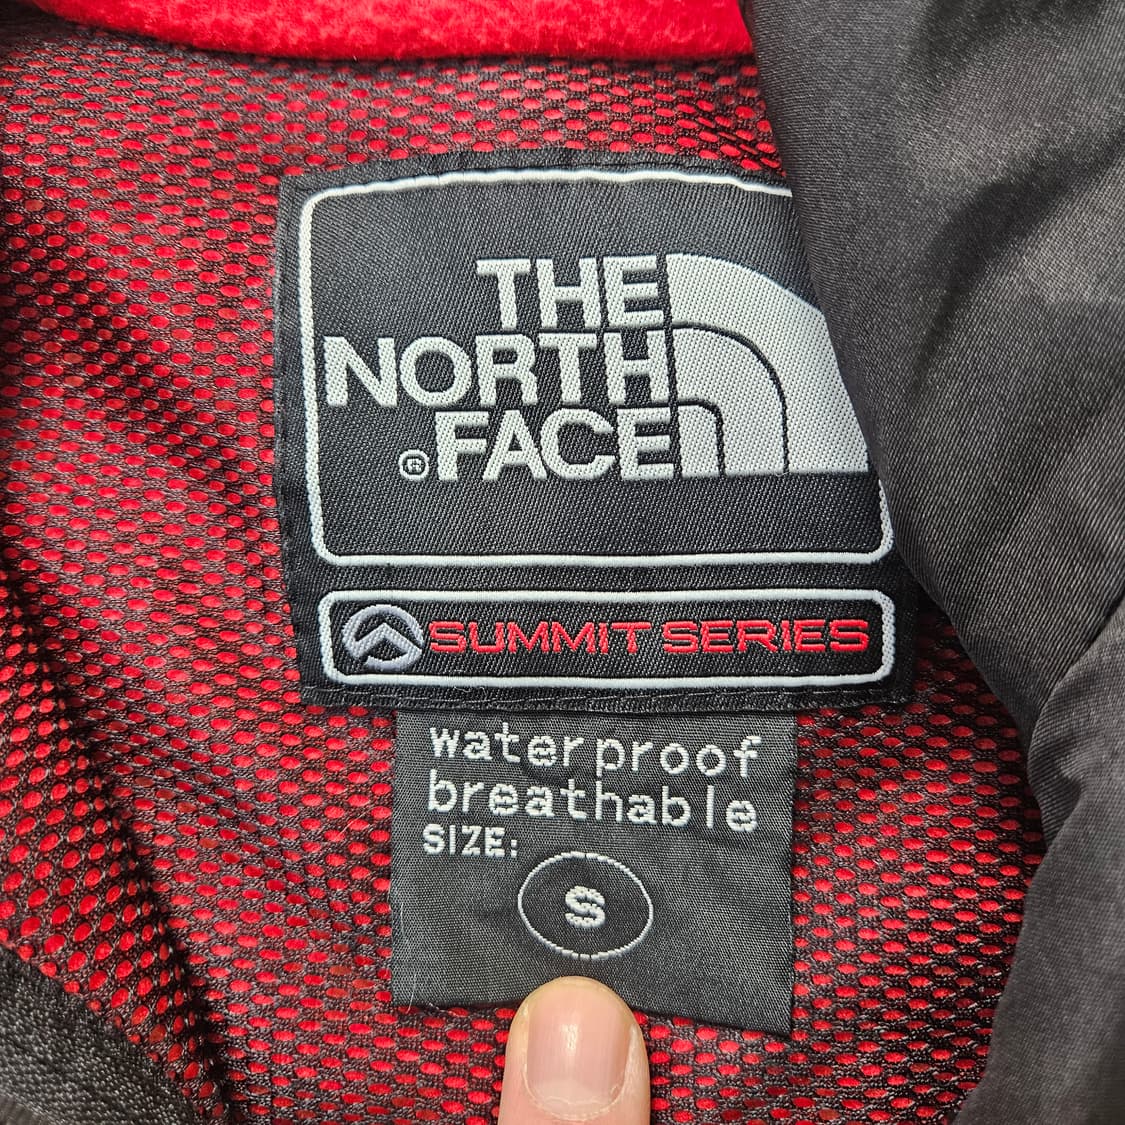 THE
NORTH
®FACE
SUMMIT SERIES
waterproof
breathable
SIZE:
S